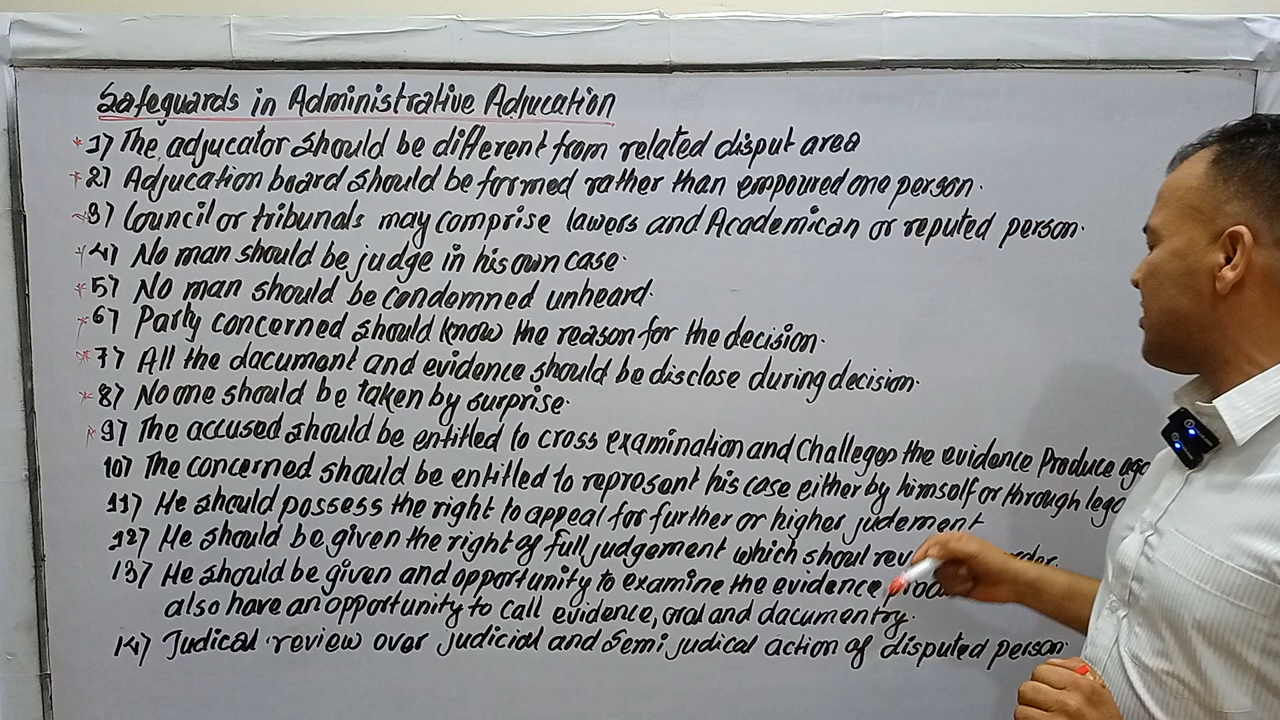 Safeguards in Administrative Adjucation
* 1) The adjucator should be different from related disput area
* 2) Adjucation board should be formed rather than empoured one person.
* 3) Council or tribunals may comprise lawers and Academican or reputed person.
* 4) No man should be judge in his own case.
* 5) No man should be condemned unheard.
* 6) Party concerned should know the reason for the decision.
* 7) All the dacument and evidence should be disclose during decision.
* 8) No one should be taken by surprise.
* 9) The accused should be entitled to cross examination and the evidence Produce
10) The concerned should be entitled to represent his case either by himself or through
11) He should possess the right to appeal for further or higher judement
12) He should be given the right of full judgement which shoul
13) He should be given and opportunity to examine the evidence
also have an opportunity to call evidence, oral and dacumentry.
14) Judical review over judicial and Semi judical action of disputed person.